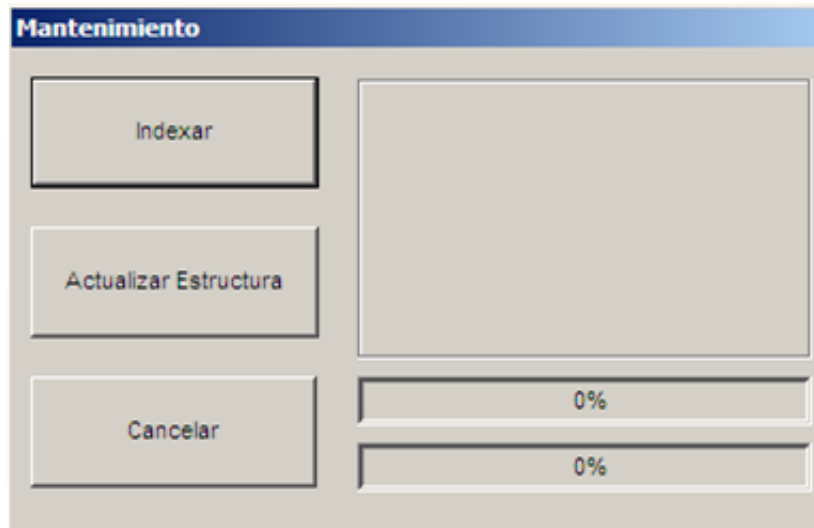 Mantenimiento
Indexar
Actualizar Estructura
Cancelar
0%
0%